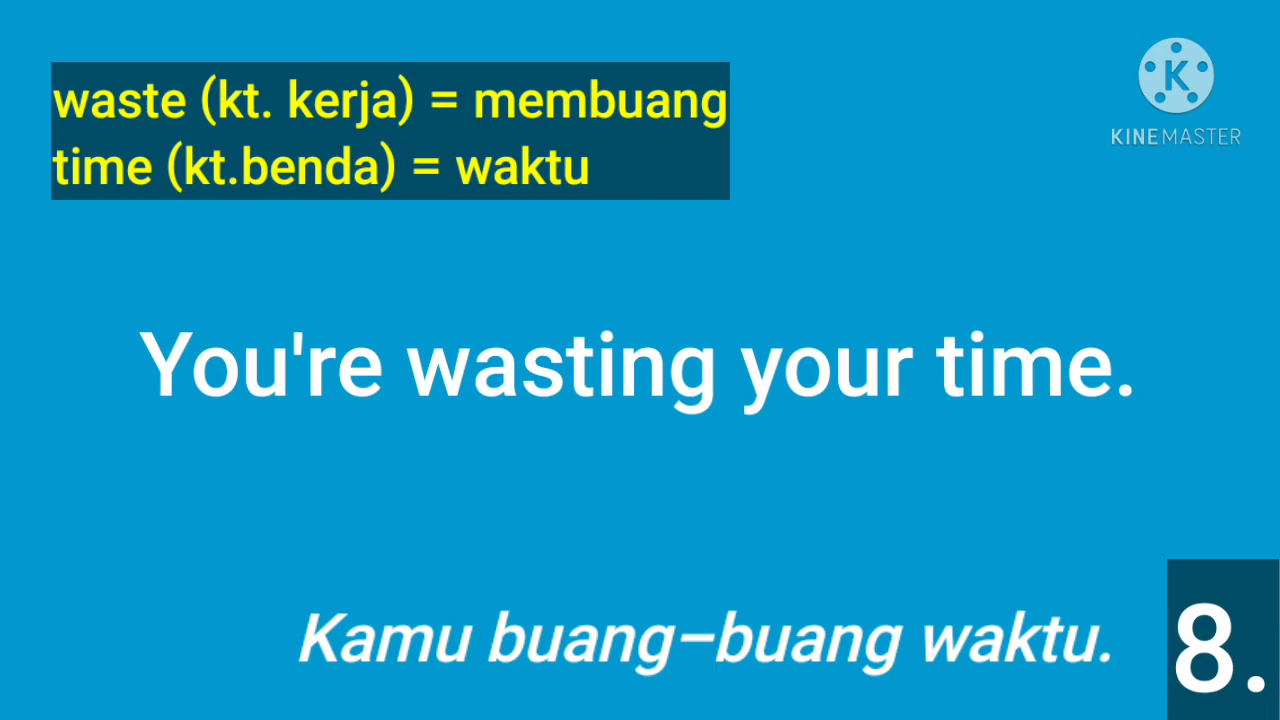 waste (kt. kerja) = membuang
time (kt.benda) = waktu
K
KINEMASTER
You're wasting your time.
Kamu buang–buang waktu.
8.